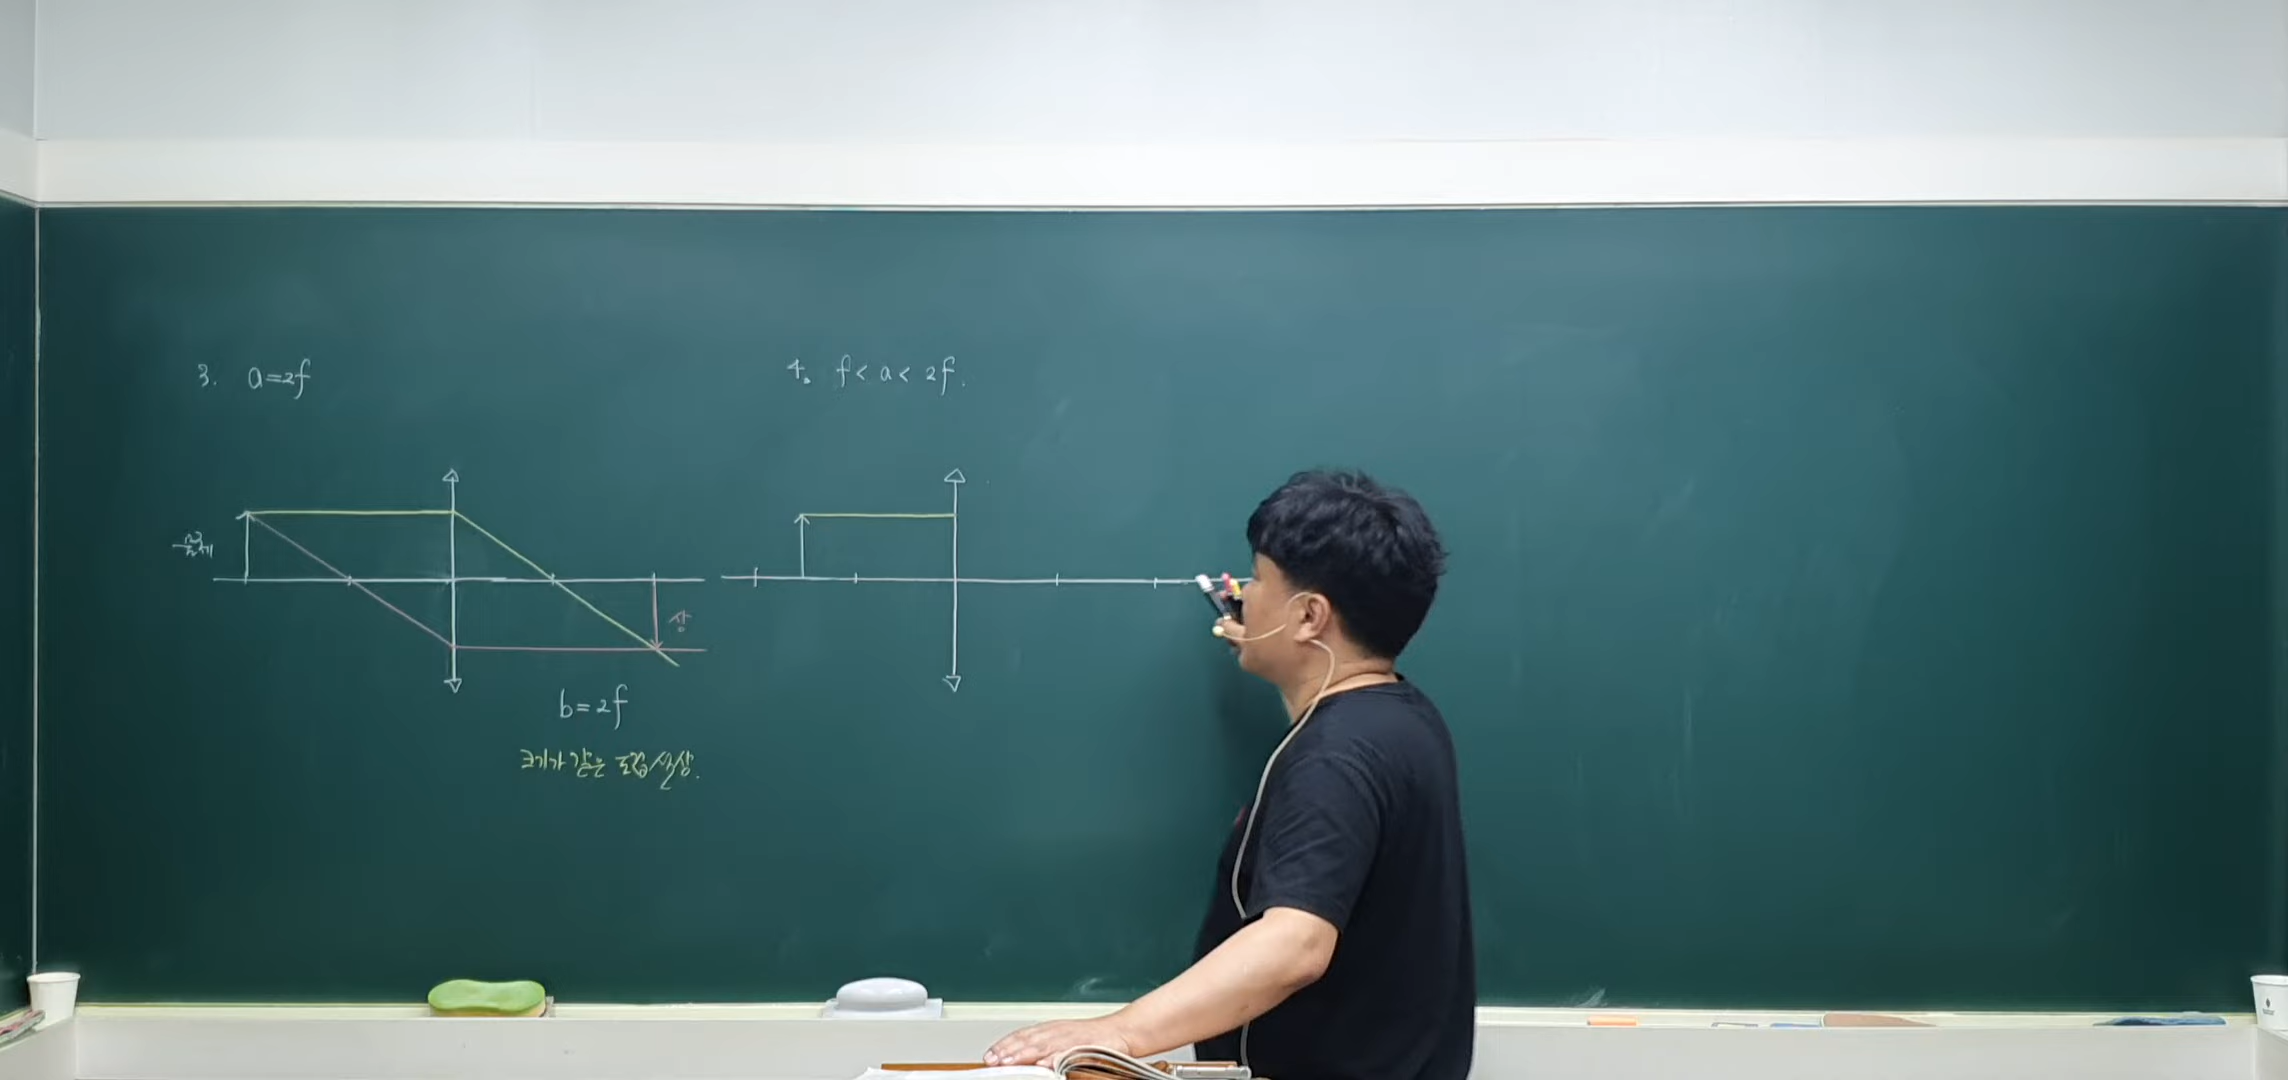 3. a=2f
4. f < a < 2f.
물체
상
b=2f
크기가 같은 도립실상.